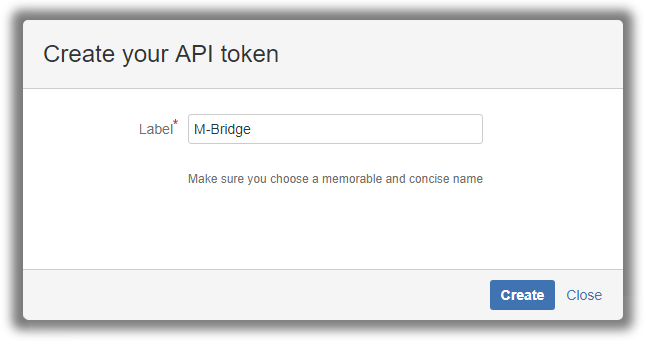 Create your API token
Label*
M-Bridge
Make sure you choose a memorable and concise name
Create
Close